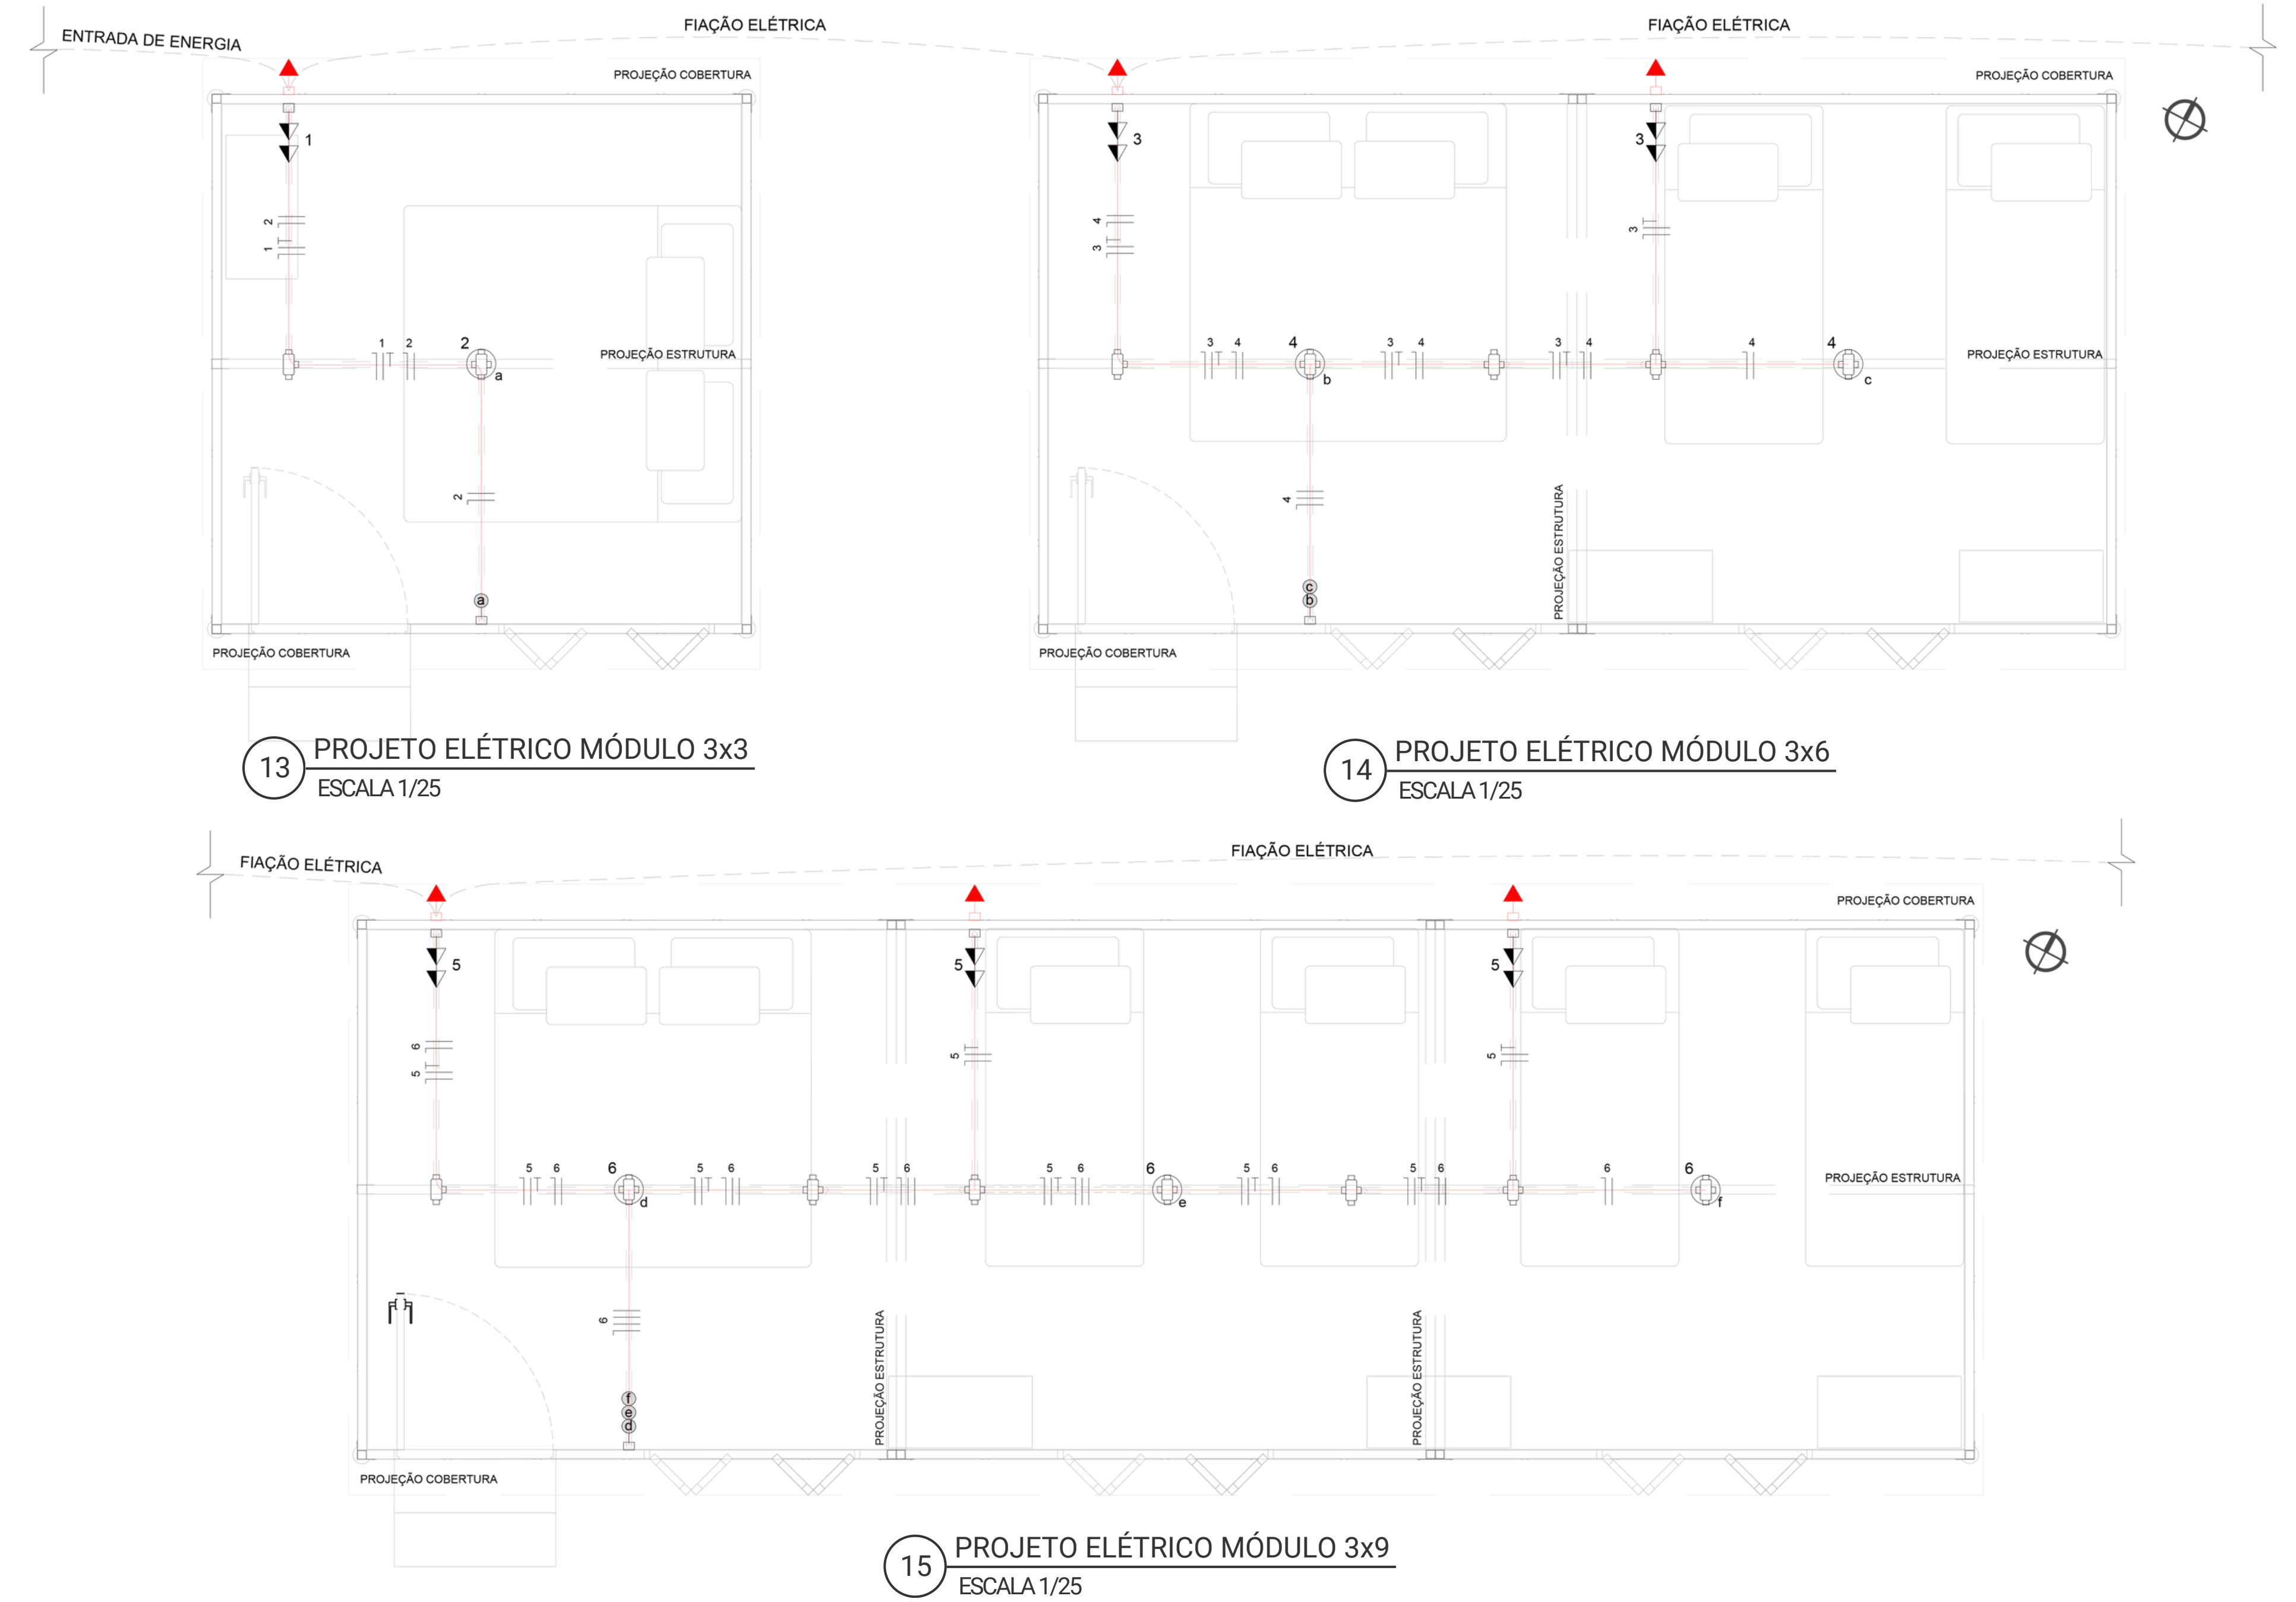 ENTRADA DE ENERGIA
FIAÇÃO ELÉTRICA
FIAÇÃO ELÉTRICA
PROJEÇÃO COBERTURA
PROJEÇÃO COBERTURA
1
3
3
2
1
4
3
3
1 2
2
a
PROJEÇÃO ESTRUTURA
3 4
4
b
3 4
3 4
4
4
c
PROJEÇÃO ESTRUTURA
2
4
PROJEÇÃO ESTRUTURA
a
c
b
PROJEÇÃO COBERTURA
PROJEÇÃO COBERTURA
13
PROJETO ELÉTRICO MÓDULO 3x3
ESCALA 1/25
14
PROJETO ELÉTRICO MÓDULO 3x6
ESCALA 1/25
FIAÇÃO ELÉTRICA
FIAÇÃO ELÉTRICA
PROJEÇÃO COBERTURA
5
5
5
6
5
5
5
5 6
6
d
5 6
5 6
5 6
6
e
5 6
5 6
6
6
f
PROJEÇÃO ESTRUTURA
6
PROJEÇÃO ESTRUTURA
PROJEÇÃO ESTRUTURA
f
e
d
PROJEÇÃO COBERTURA
15
PROJETO ELÉTRICO MÓDULO 3x9
ESCALA 1/25